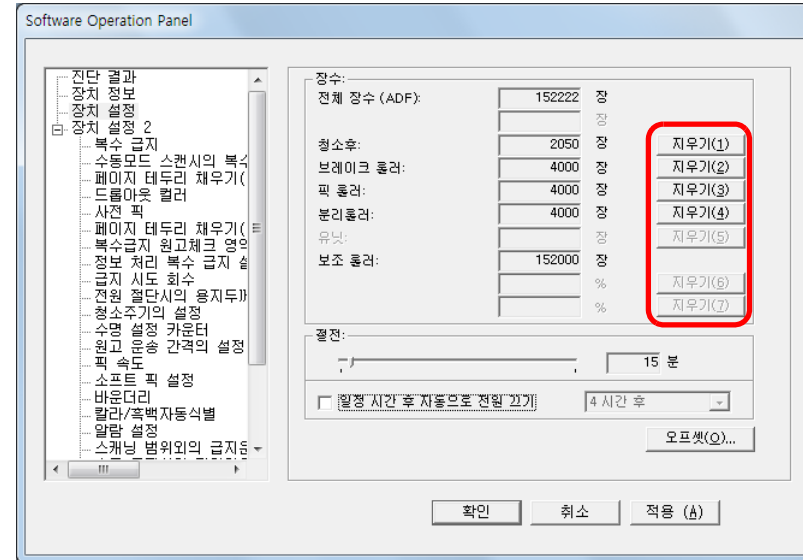 Software Operation Panel
진단 결과
장치 정보
장치 설정
장치 설정 2
복수 급지
수동모드 스캔시의 복수
페이지 테두리 채우기(
드롭아웃 컬러
사전 픽
페이지 테두리 채우기(
복수급지 원고체크 영역
정보 처리 복수 급지 설
급지 시도 회수
전원 절단시의 용지두께
청소주기의 설정
수명 설정 카운터
원고 운송 간격의 설정
픽 속도
소프트 픽 설정
바운더리
칼라/흑백자동식별
알람 설정
스캐닝 범위외의 급지운
장수:
전체 장수 (ADF): 152222 장
장
청소후: 2050 장 지우기(1)
브레이크 롤러: 4000 장 지우기(2)
픽 롤러: 4000 장 지우기(3)
분리롤러: 4000 장 지우기(4)
유닛: 장 지우기(5)
보조 롤러: 152000 장
% 지우기(6)
% 지우기(7)
절전:
15 분
일정 시간 후 자동으로 전원 끄기 4 시간 후
오프셋(O)...
확인 취소 적용 (A)